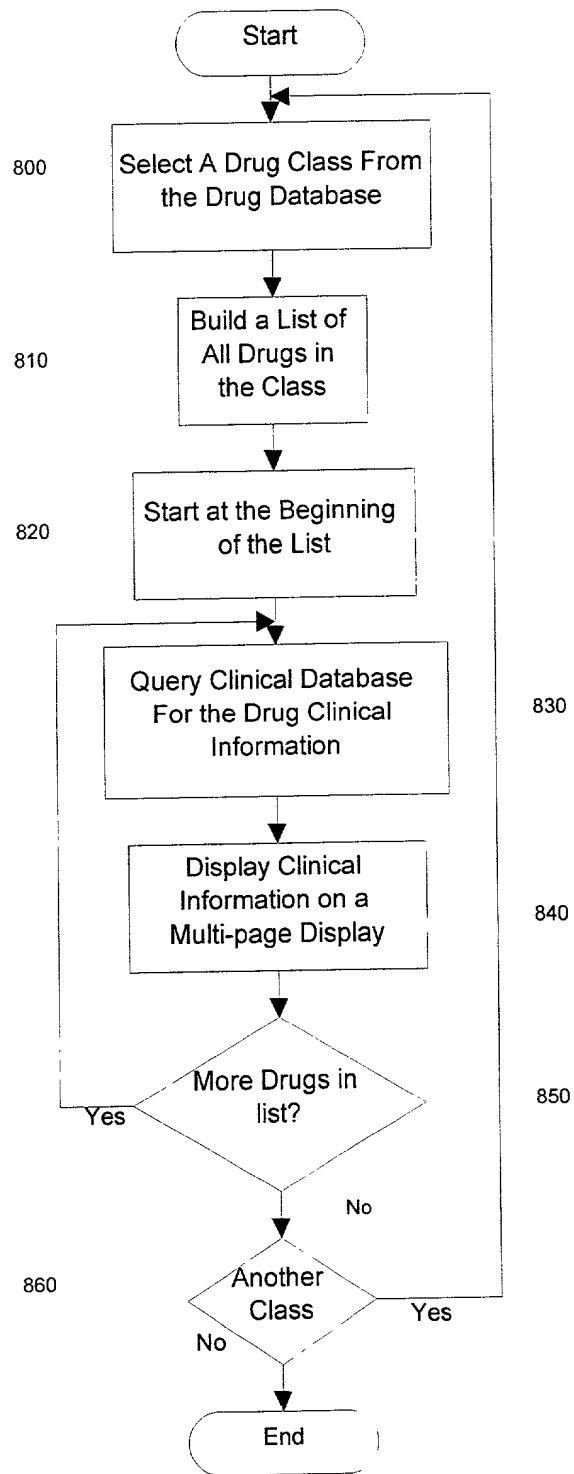 Start
800
Select A Drug Class From
the Drug Database
810
Build a List of
All Drugs in
the Class
820
Start at the Beginning
of the List
Query Clinical Database
For the Drug Clinical
Information
830
Display Clinical
Information on a
Multi-page Display
840
More Drugs in
list?
850
Yes
No
860
Another
Class
Yes
No
End